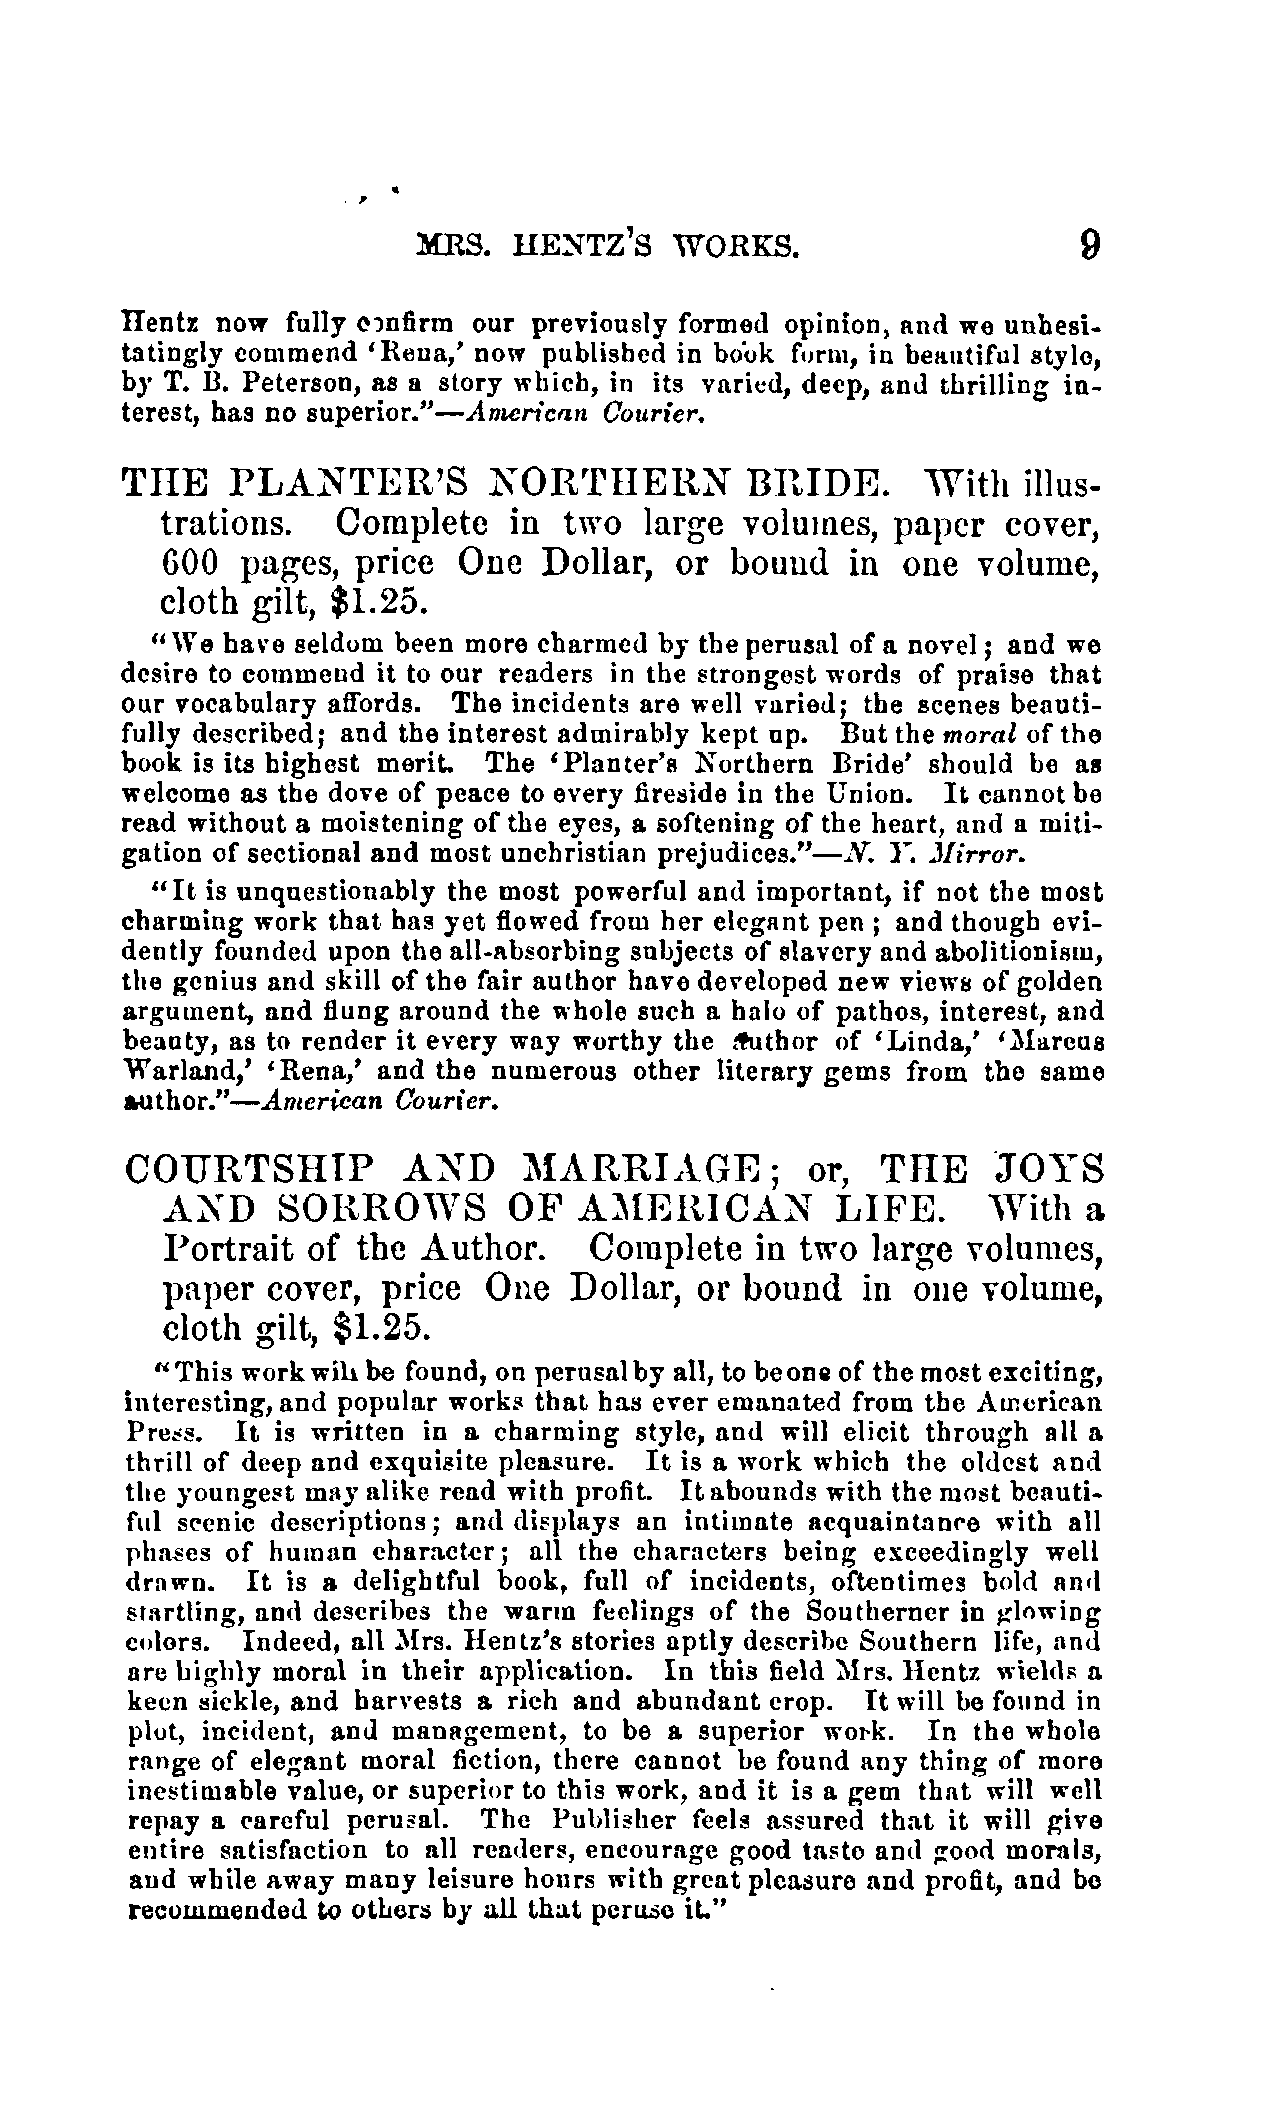 MRS. HENTZ'S WORKS. 9
Hentz now fully confirm our previously formed opinion, and we unhesi-
tatingly commend 'Rena,' now published in book form, in beautiful style,
by T. B. Peterson, as a story which, in its varied, deep, and thrilling in-
terest, has no superior."—American Courier.
THE PLANTER'S NORTHERN BRIDE. With illus-
trations. Complete in two large volumes, paper cover,
600 pages, price One Dollar, or bound in one volume,
cloth gilt, $1.25.
"We have seldom been more charmed by the perusal of a novel; and we
desire to commend it to our readers in the strongest words of praise that
our vocabulary affords. The incidents are well varied; the scenes beauti-
fully described; and the interest admirably kept up. But the moral of the
book is its highest merit. The 'Planter's Northern Bride' should be as
welcome as the dove of peace to every fireside in the Union. It cannot be
read without a moistening of the eyes, a softening of the heart, and a miti-
gation of sectional and most unchristian prejudices."—N. Y. Mirror.
"It is unquestionably the most powerful and important, if not the most
charming work that has yet flowed from her elegant pen; and though evi-
dently founded upon the all-absorbing subjects of slavery and abolitionism,
the genius and skill of the fair author have developed new views of golden
argument, and flung around the whole such a halo of pathos, interest, and
beauty, as to render it every way worthy the author of 'Linda,' 'Marcus
Warland,' 'Rena,' and the numerous other literary gems from the same
author."—American Courier.
COURTSHIP AND MARRIAGE; or, THE JOYS
AND SORROWS OF AMERICAN LIFE. With a
Portrait of the Author. Complete in two large volumes,
paper cover, price One Dollar, or bound in one volume,
cloth gilt, $1.25.
"This work will be found, on perusal by all, to be one of the most exciting,
interesting, and popular works that has ever emanated from the American
Press. It is written in a charming style, and will elicit through all a
thrill of deep and exquisite pleasure. It is a work which the oldest and
the youngest may alike read with profit. It abounds with the most beauti-
ful scenic descriptions; and displays an intimate acquaintance with all
phases of human character; all the characters being exceedingly well
drawn. It is a delightful book, full of incidents, oftentimes bold and
startling, and describes the warm feelings of the Southerner in glowing
colors. Indeed, all Mrs. Hentz's stories aptly describe Southern life, and
are highly moral in their application. In this field Mrs. Hentz wields a
keen sickle, and harvests a rich and abundant crop. It will be found in
plot, incident, and management, to be a superior work. In the whole
range of elegant moral fiction, there cannot be found any thing of more
inestimable value, or superior to this work, and it is a gem that will well
repay a careful perusal. The Publisher feels assured that it will give
entire satisfaction to all readers, encourage good taste and good morals,
and while away many leisure hours with great pleasure and profit, and be
recommended to others by all that peruse it."